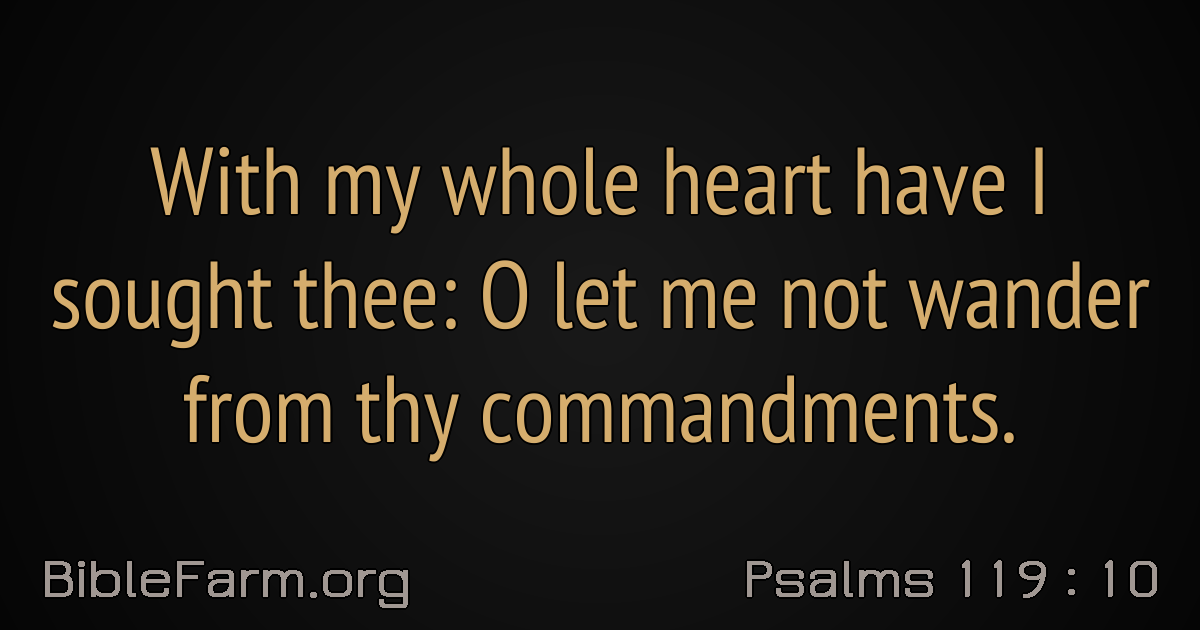 With my whole heart have I
sought thee: O let me not wander
from thy commandments.
BibleFarm.org
Psalms 119 : 10